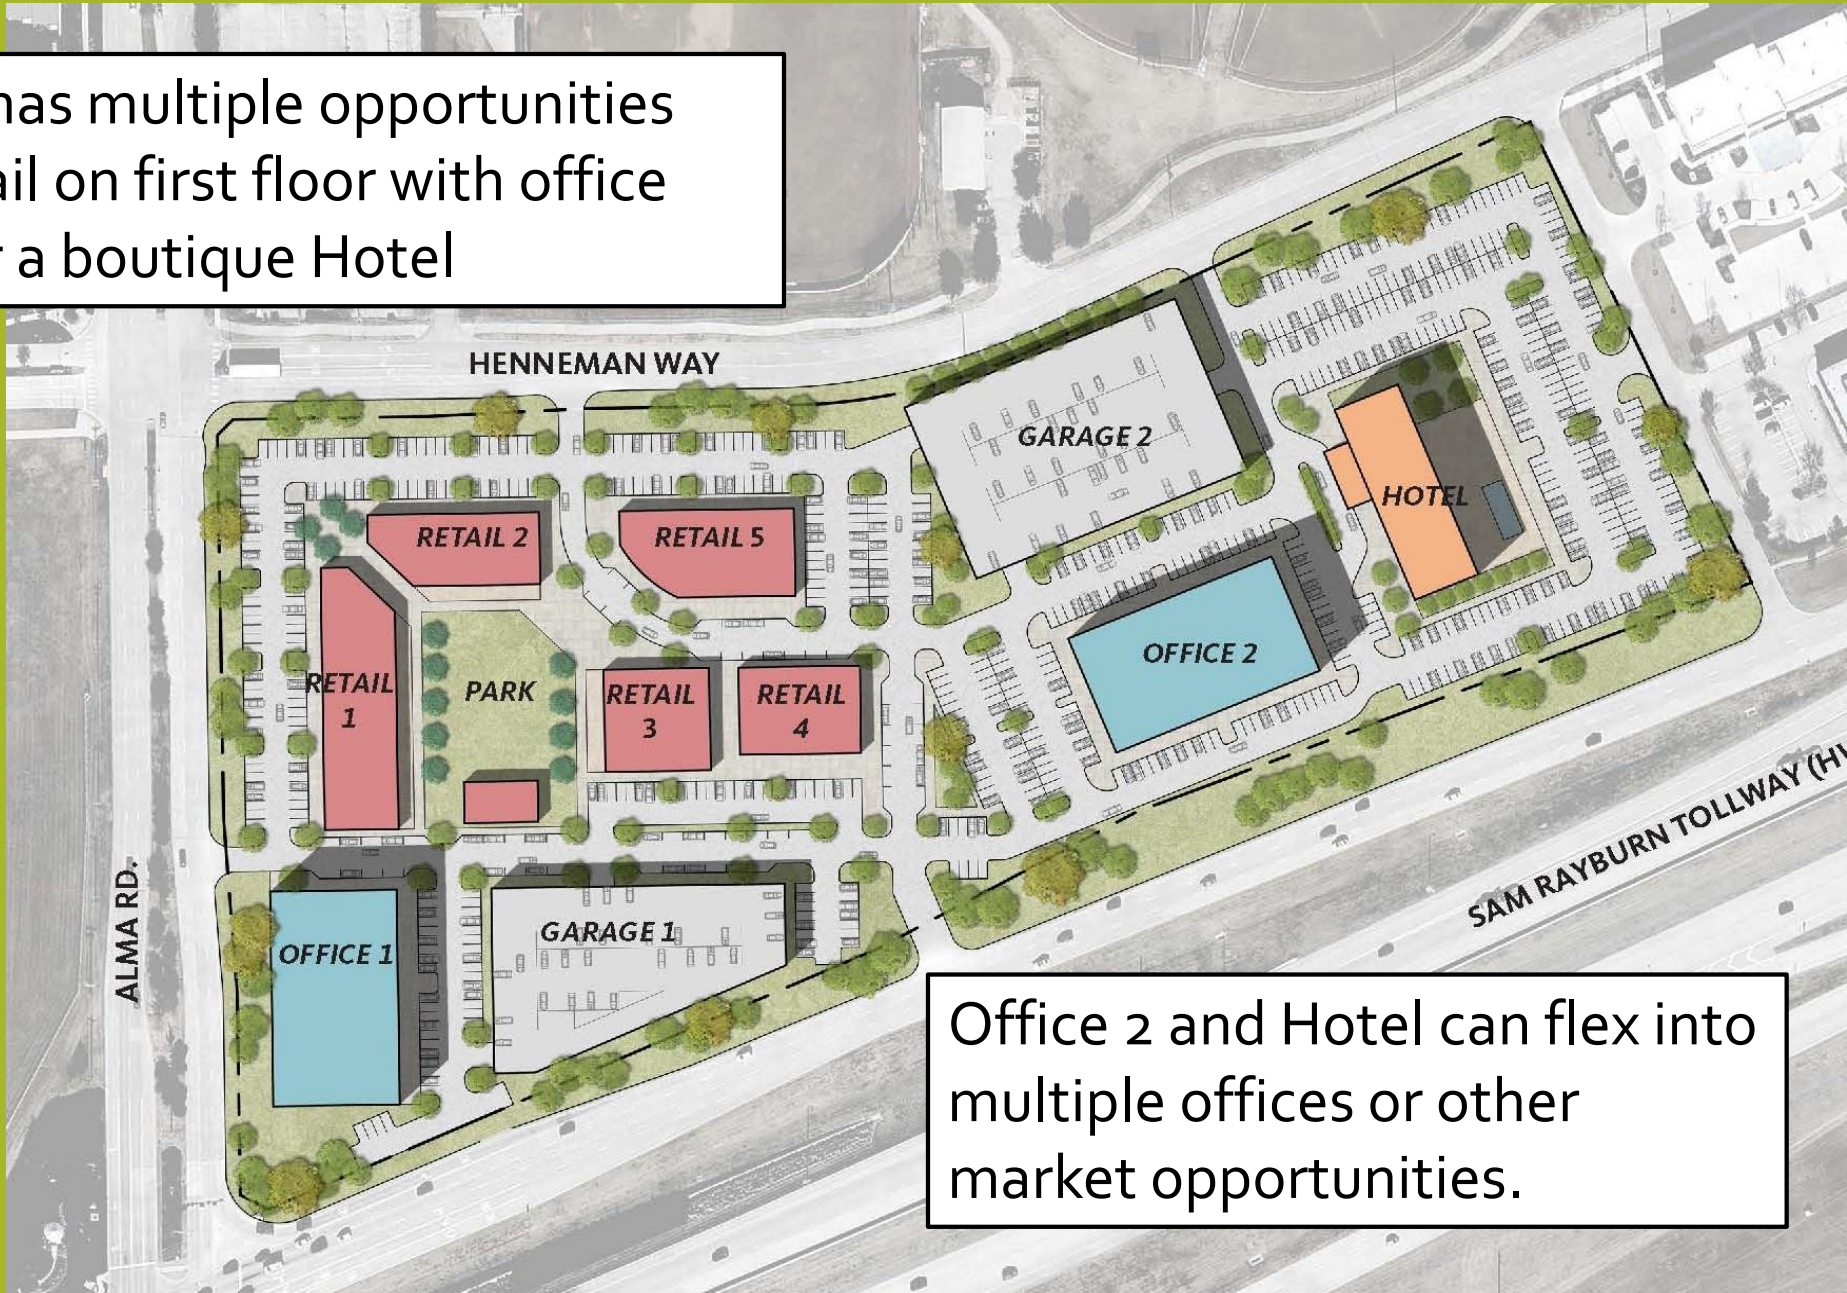 has multiple opportunities
on first floor with office
a boutique Hotel
HENNEMAN WAY
GARAGE 2
HOTEL
RETAIL 2
RETAIL 5
OFFICE 2
RETAIL
1
PARK
RETAIL
3
RETAIL
4
SAM RAYBURN TOLLWAY
ALMA RD.
OFFICE 1
GARAGE 1
Office 2 and Hotel can flex into
multiple offices or other
market opportunities.